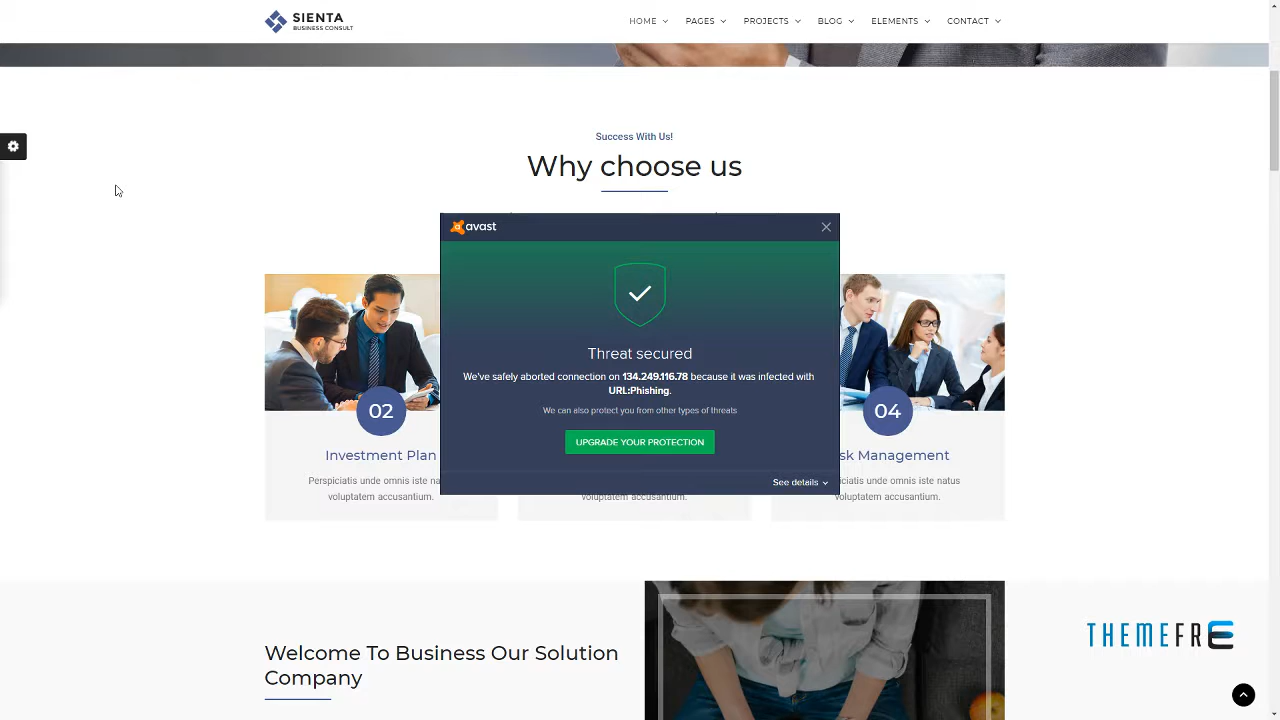 SIENTA
BUSINESS CONSULT
HOME
PAGES
PROJECTS
BLOG
ELEMENTS
CONTACT
Success With Us!
Why choose us
avast
Threat secured
We've safely aborted connection on 134.249.116.78 because it was infected with
URL:Phishing.
We can also protect you from other types of threats
UPGRADE YOUR PROTECTION
See details
02
Investment Plan
Perspiciatis unde omnis iste
voluptatem accusantium.
voluptatem accusantium.
04
Management
unde omnis iste natus
voluptatem accusantium.
Welcome To Business Our Solution
Company
THEMEFRE